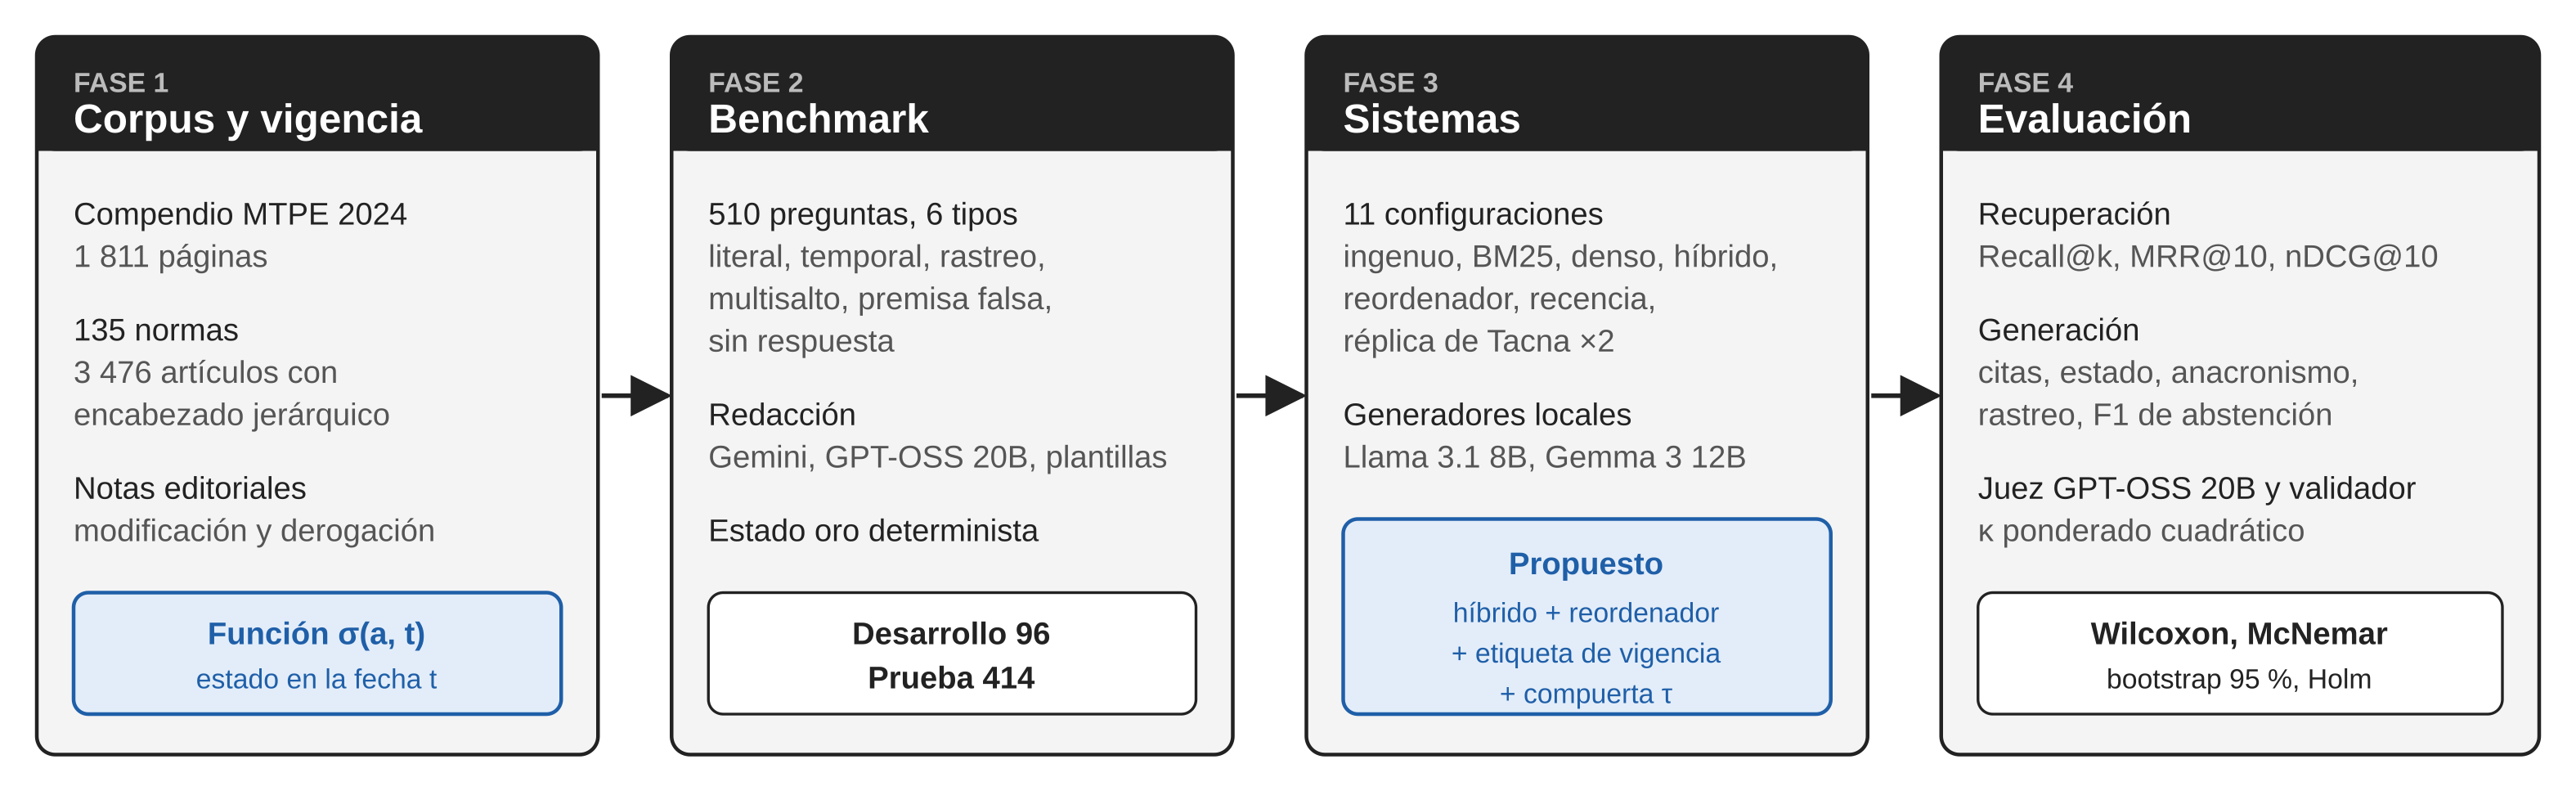 FASE 1
Corpus y vigencia
Compendio MTPE 2024
1 811 páginas
135 normas
3 476 artículos con
encabezado jerárquico
Notas editoriales
modificación y derogación
Función σ(a, t)
estado en la fecha t
FASE 2
Benchmark
510 preguntas, 6 tipos
literal, temporal, rastreo,
multisalto, premisa falsa,
sin respuesta
Redacción
Gemini, GPT-OSS 20B, plantillas
Estado oro determinista
Desarrollo 96
Prueba 414
FASE 3
Sistemas
11 configuraciones
ingenuo, BM25, denso, híbrido,
reordenador, recencia,
réplica de Tacna ×2
Generadores locales
Llama 3.1 8B, Gemma 3 12B
Propuesto
híbrido + reordenador
+ etiqueta de vigencia
+ compuerta τ
FASE 4
Evaluación
Recuperación
Recall@k, MRR@10, nDCG@10
Generación
citas, estado, anacronismo,
rastreo, F1 de abstención
Juez GPT-OSS 20B y validador
κ ponderado cuadrático
Wilcoxon, McNemar
bootstrap 95 %, Holm